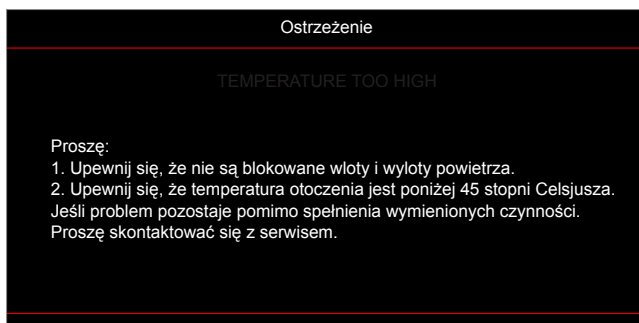 Ostrzeżenie
TEMPERATURE TOO HIGH
Proszę:
1. Upewnij się, że nie są blokowane wloty i wyloty powietrza.
2. Upewnij się, że temperatura otoczenia jest poniżej 45 stopni Celsjusza.
Jeśli problem pozostaje pomimo spełnienia wymienionych czynności.
Proszę skontaktować się z serwisem.